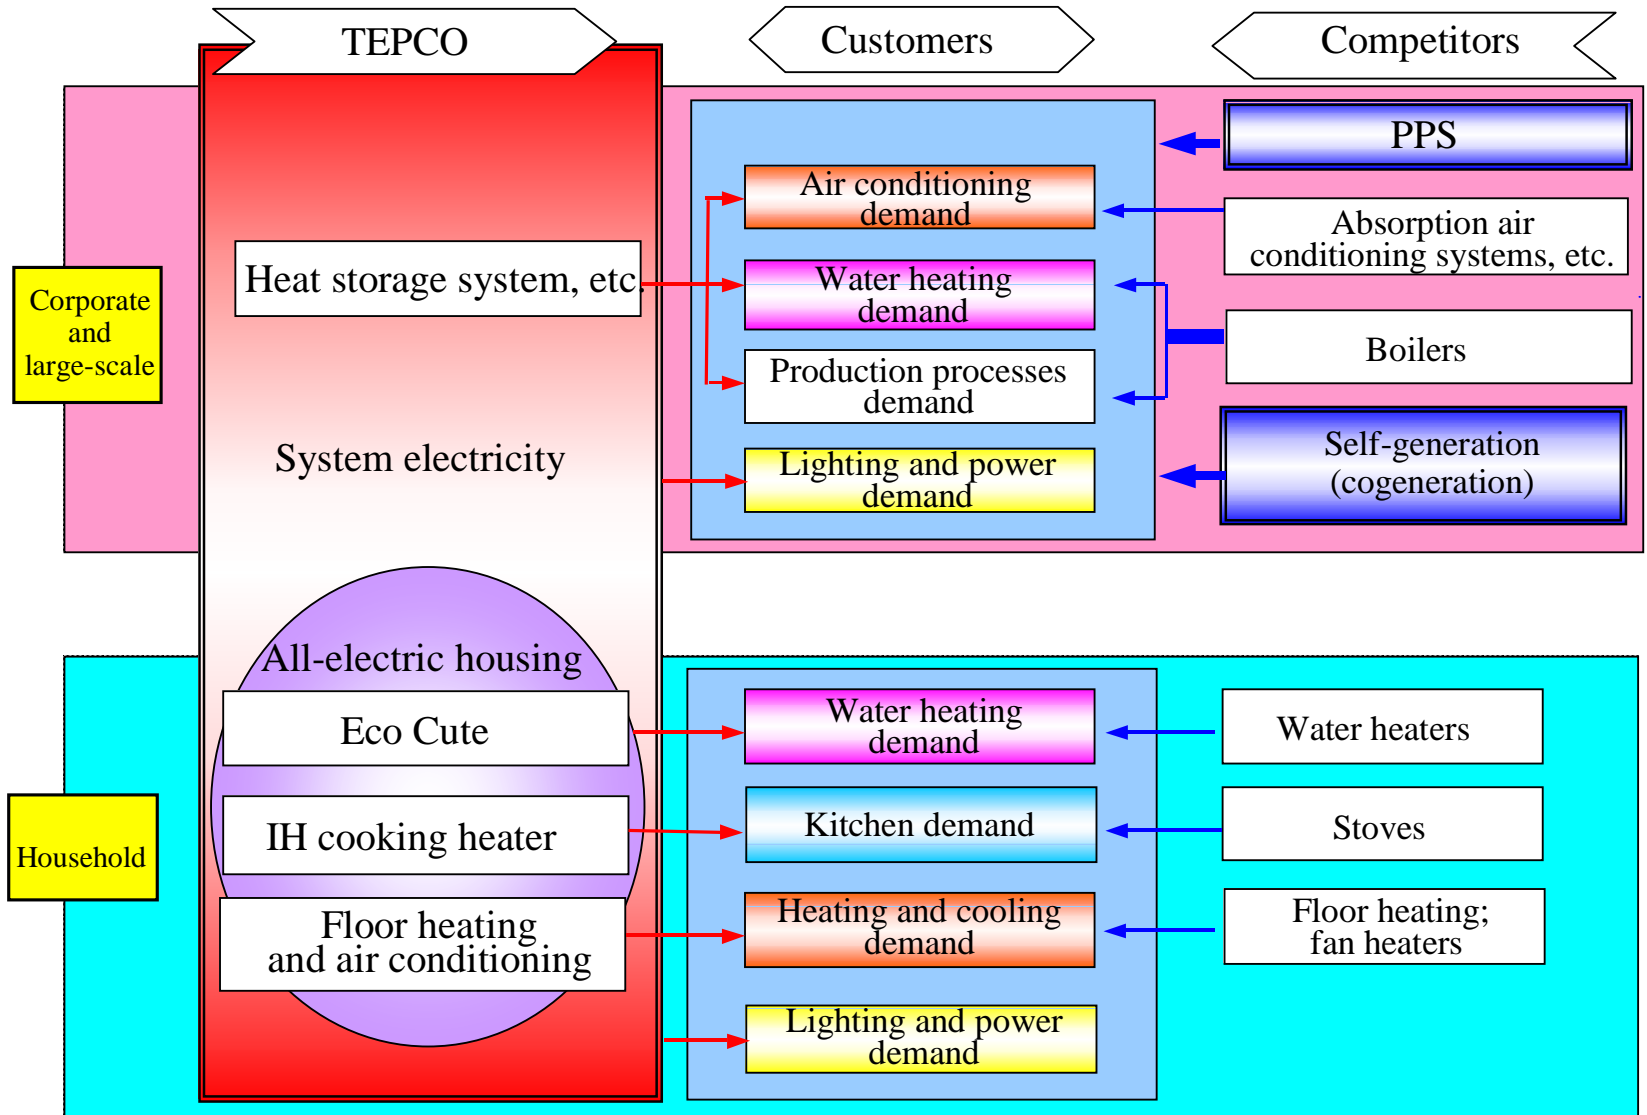 TEPCO
Customers
Competitors
Corporate
and
large-scale
Heat storage system, etc.
System electricity
Air conditioning
demand
Water heating
demand
Production processes
demand
Lighting and power
demand
PPS
Absorption air
conditioning systems, etc.
Boilers
Self-generation
(cogeneration)
Household
All-electric housing
Eco Cute
IH cooking heater
Floor heating
and air conditioning
Water heating
demand
Kitchen demand
Heating and cooling
demand
Lighting and power
demand
Water heaters
Stoves
Floor heating;
fan heaters